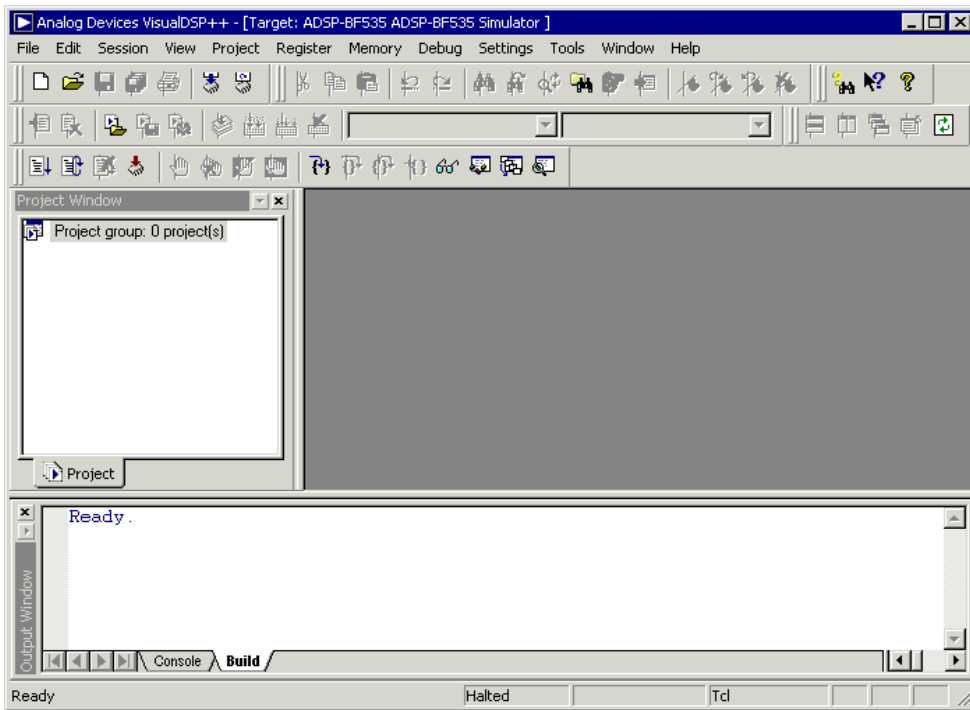 Analog Devices VisualDSP++ - [Target: ADSP-BF535 ADSP-BF535 Simulator ]
File Edit Session View Project Register Memory Debug Settings Tools Window Help
Project Window
Project group: 0 project(s)
Project
Ready.
Output Window
Console Build
Ready Halted Tcl